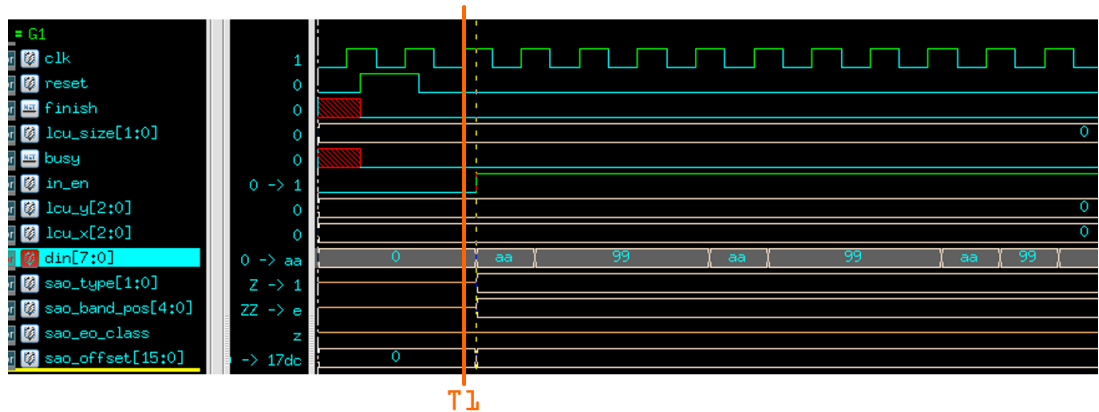 = G1
clk 1
reset 0
finish 0
lcu_size[1:0] 0 0
busy 0
in_en 0 -> 1
lcu_y[2:0] 0 0
lcu_x[2:0] 0 0
din[7:0] 0 -> aa 0 aa 99 aa 99 aa 99
sao_type[1:0] Z -> 1
sao_band_pos[4:0] ZZ -> e
sao_eo_class z
sao_offset[15:0] -> 17dc 0
T1